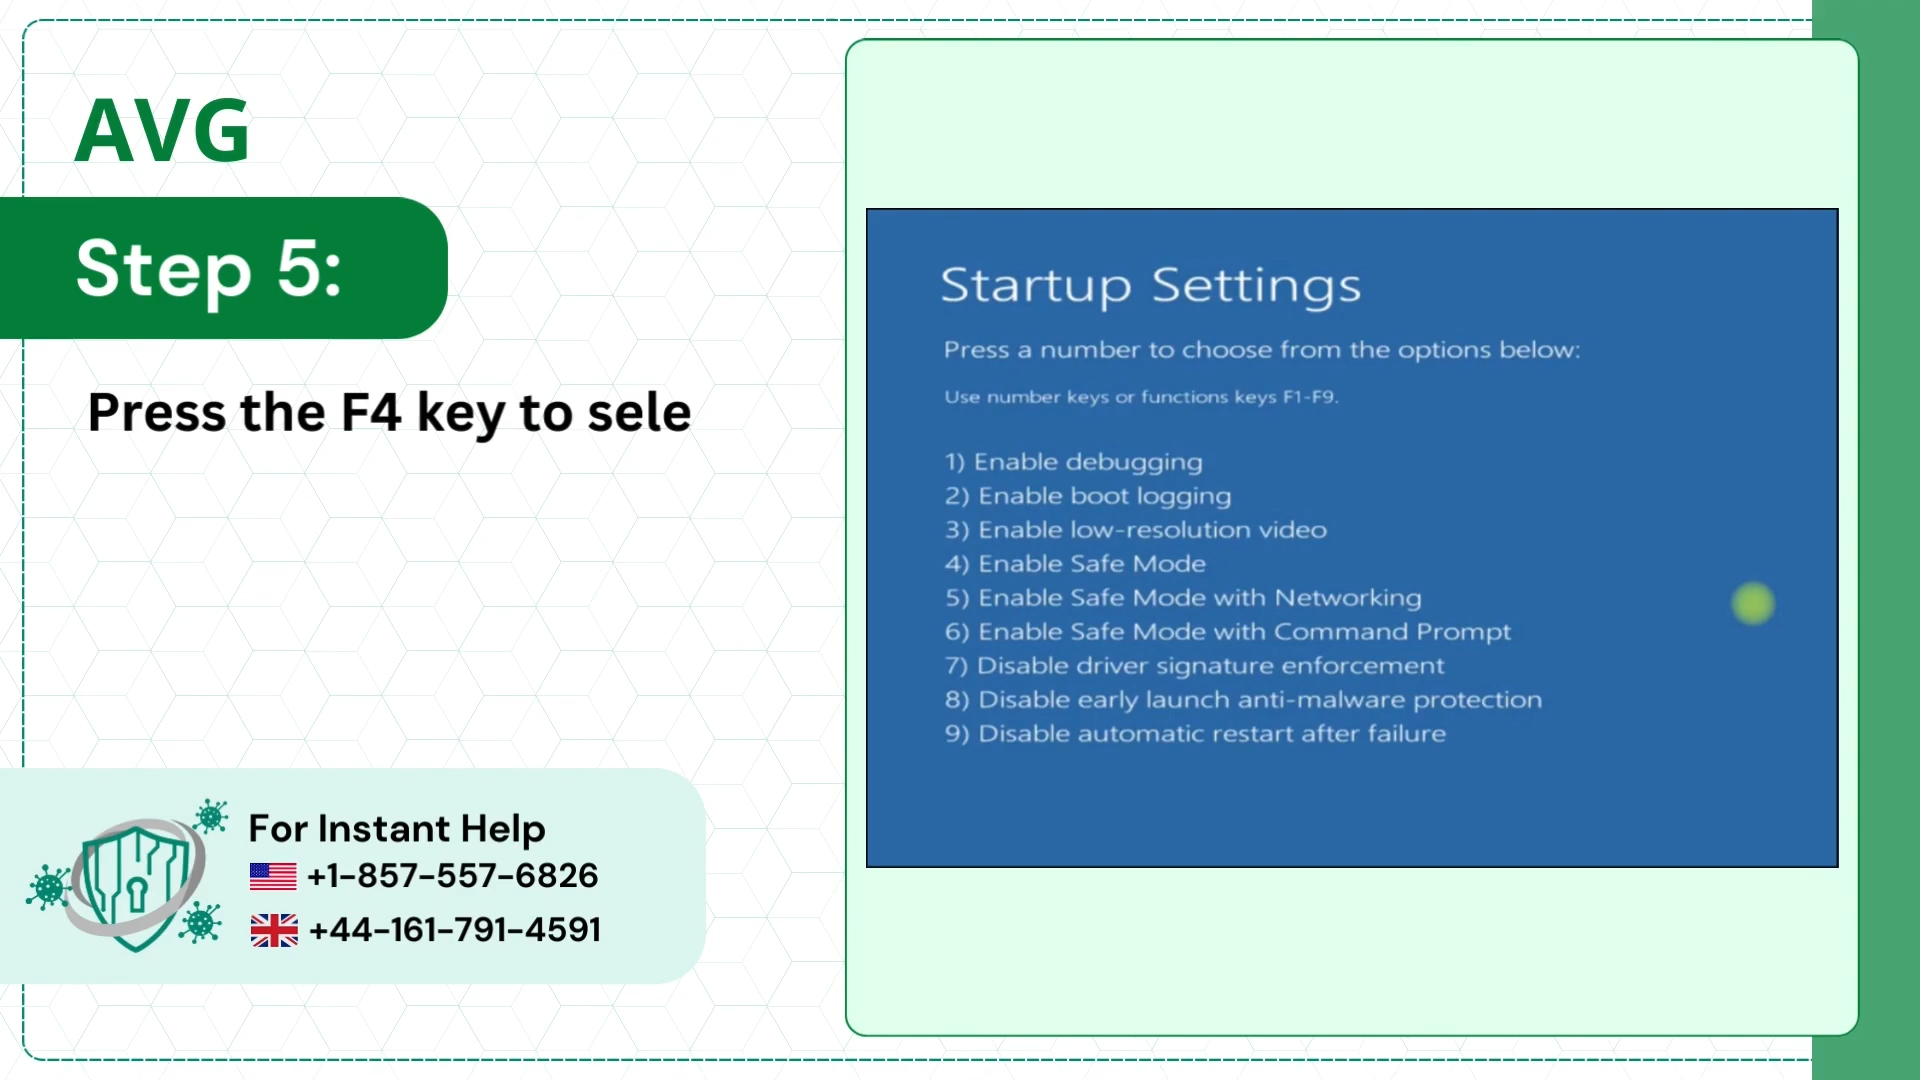 AVG
Step 5:
Press the F4 key to sele
For Instant Help
+1-857-557-6826
+44-161-791-4591
Startup Settings
Press a number to choose from the options below:
Use number keys or functions keys F1-F9.
1) Enable debugging
2) Enable boot logging
3) Enable low-resolution video
4) Enable Safe Mode
5) Enable Safe Mode with Networking
6) Enable Safe Mode with Command Prompt
7) Disable driver signature enforcement
8) Disable early launch anti-malware protection
9) Disable automatic restart after failure